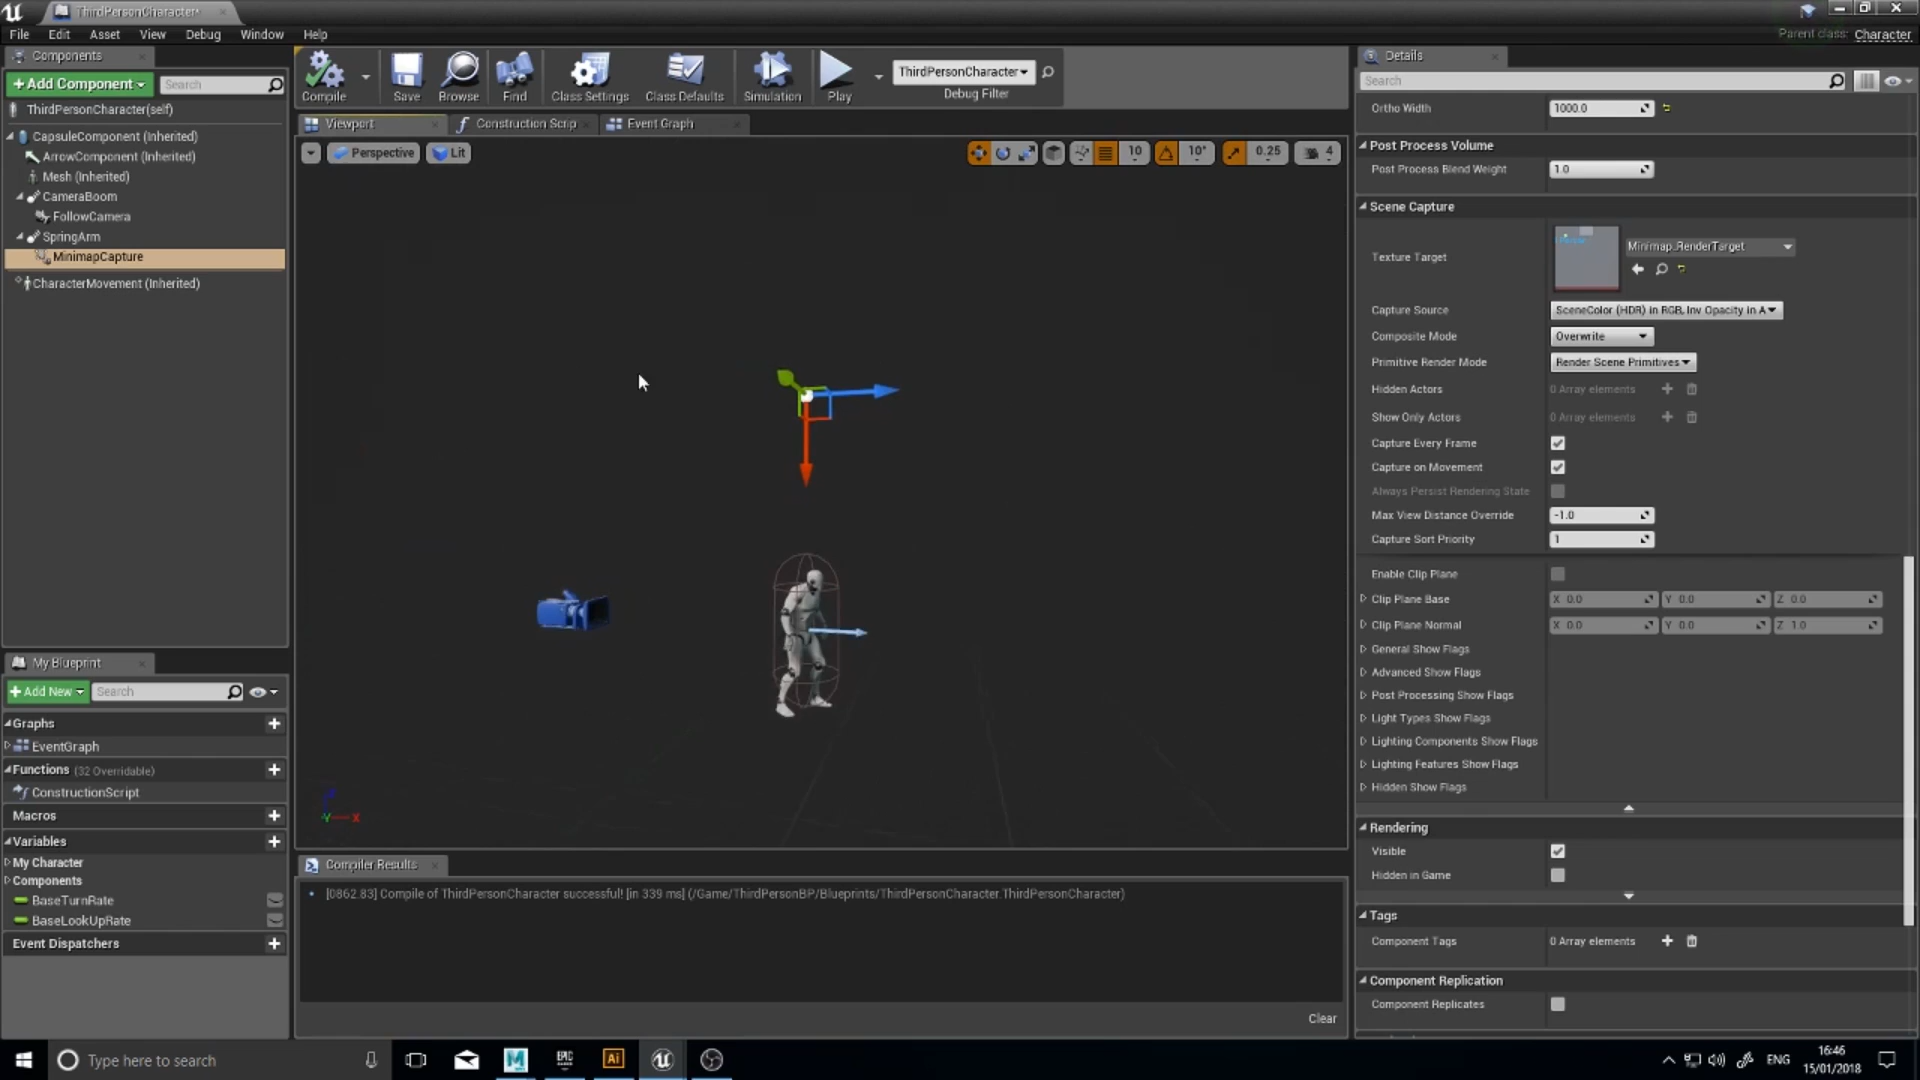 ThirdPersonCharacter*
File Edit Asset View Debug Window Help
Parent class: Character
Components
+Add Component
Search
ThirdPersonCharacter(self)
CapsuleComponent (Inherited)
ArrowComponent (Inherited)
Mesh (Inherited)
CameraBoom
FollowCamera
SpringArm
MinimapCapture
CharacterMovement (Inherited)
My Blueprint
+Add New
Search
Graphs
EventGraph
Functions (32 Overridable)
ConstructionScript
Macros
Variables
My Character
Components
BaseTurnRate
BaseLookUpRate
Event Dispatchers
Compile Save Browse Find Class Settings Class Defaults Simulation Play
ThirdPersonCharacter
Debug Filter
Viewport Construction Scrip Event Graph
Perspective Lit
10 10° 0.25 4
Y X
Compiler Results
[0862.83] Compile of ThirdPersonCharacter successful! [in 339 ms] (/Game/ThirdPersonBP/Blueprints/ThirdPersonCharacter.ThirdPersonCharacter)
Clear
Details
Search
Ortho Width 1000.0
Post Process Volume
Post Process Blend Weight 1.0
Scene Capture
Texture Target Minimap_RenderTarget
Capture Source SceneColor (HDR) in RGB, Inv Opacity in A
Composite Mode Overwrite
Primitive Render Mode Render Scene Primitives
Hidden Actors 0 Array elements
Show Only Actors 0 Array elements
Capture Every Frame
Capture on Movement
Always Persist Rendering State
Max View Distance Override -1.0
Capture Sort Priority 1
Enable Clip Plane
Clip Plane Base X 0.0 Y 0.0 Z 0.0
Clip Plane Normal X 0.0 Y 0.0 Z 1.0
General Show Flags
Advanced Show Flags
Post Processing Show Flags
Light Types Show Flags
Lighting Components Show Flags
Lighting Features Show Flags
Hidden Show Flags
Rendering
Visible
Hidden in Game
Tags
Component Tags 0 Array elements
Component Replication
Component Replicates
Type here to search
M
EPIC
Ai
ENG
16:46
15/01/2018